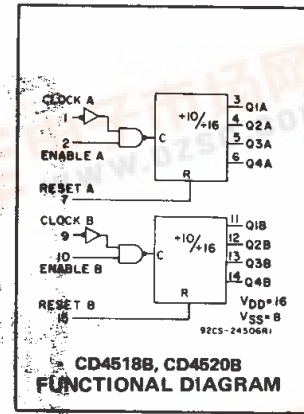 CLOCK A
1
2
ENABLE A
C
÷10/÷16
3 Q1A
4 Q2A
5 Q3A
6 Q4A
R
RESET A
7
CLOCK B
9
10
ENABLE B
C
÷10/÷16
11 Q1B
12 Q2B
13 Q3B
14 Q4B
R
RESET B
15
VDD=16
VSS=8
92CS-24506R1
CD4518B, CD4520B
FUNCTIONAL DIAGRAM